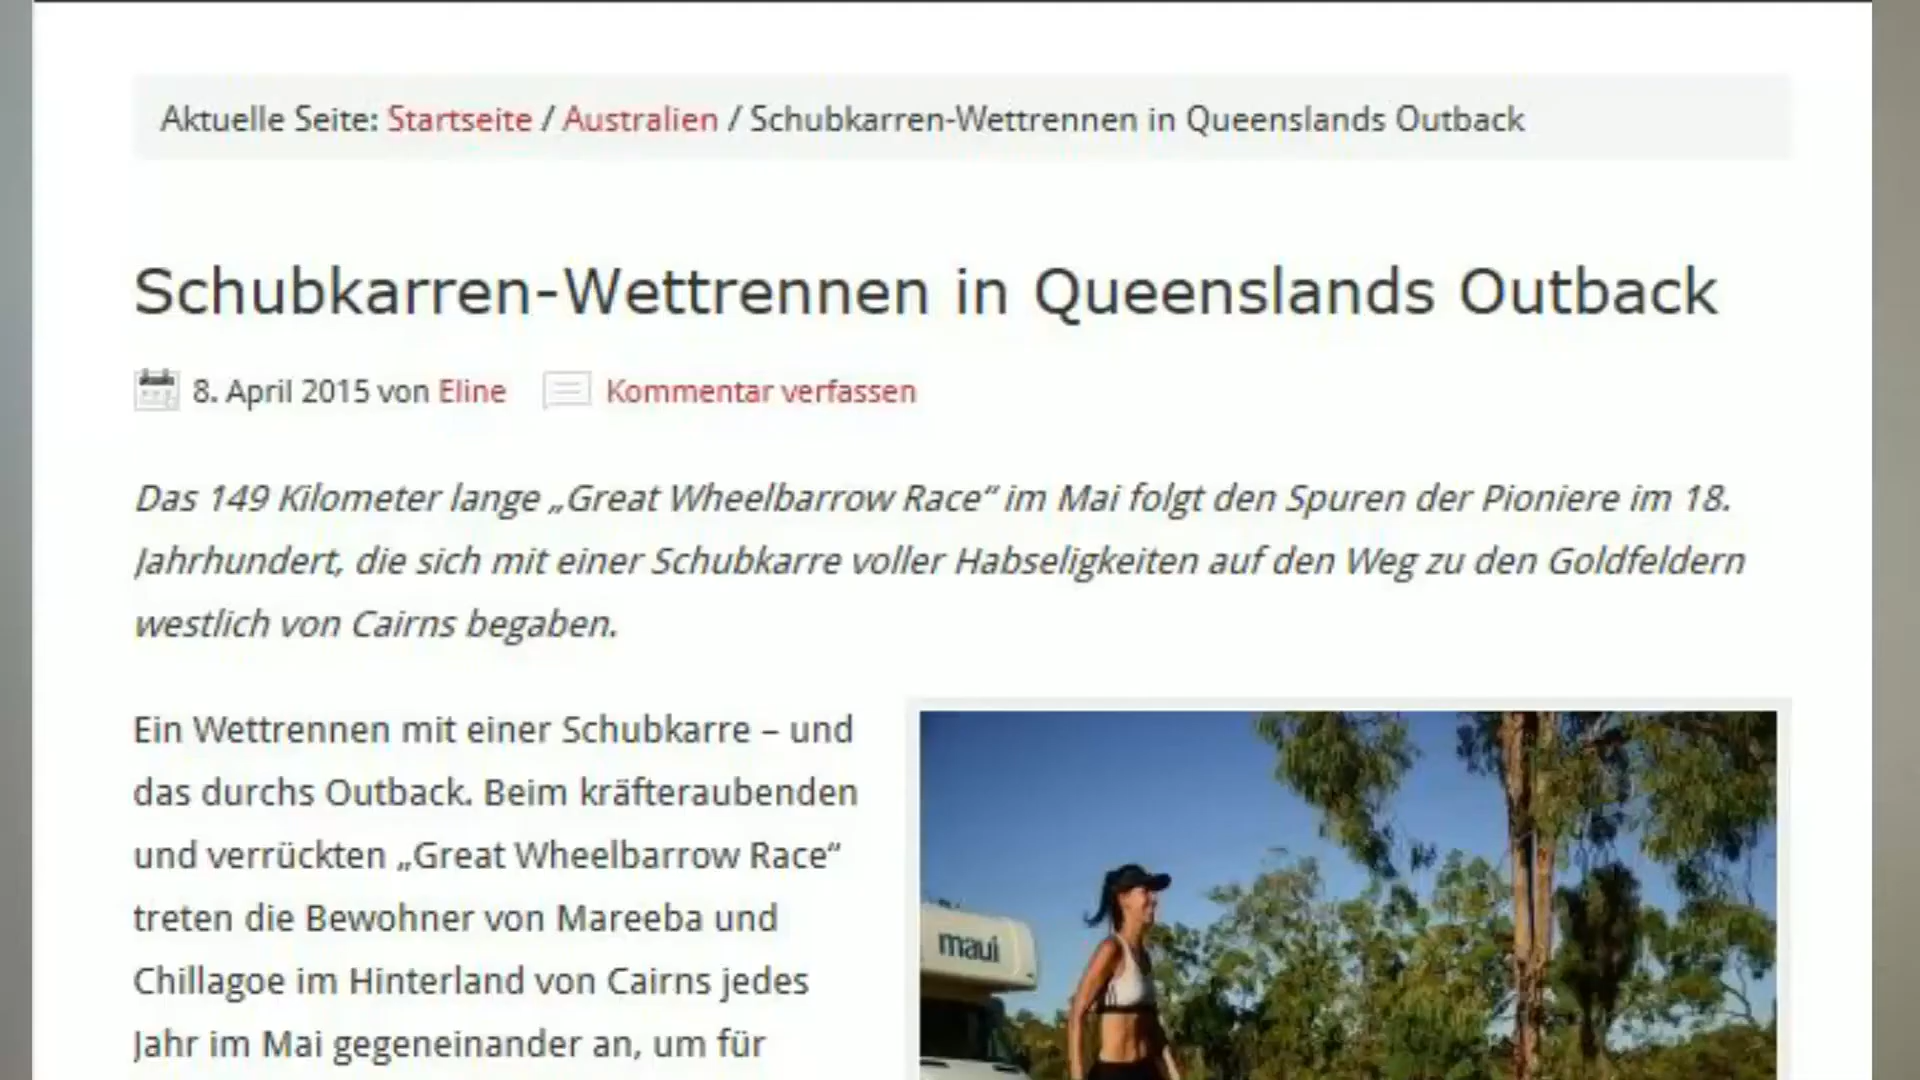 Aktuelle Seite: Startseite / Australien / Schubkarren-Wettrennen in Queenslands Outback
Schubkarren-Wettrennen in Queenslands Outback
8. April 2015 von Eline Kommentar verfassen
Das 149 Kilometer lange „Great Wheelbarrow Race“ im Mai folgt den Spuren der Pioniere im 18.
Jahrhundert, die sich mit einer Schubkarre voller Habseligkeiten auf den Weg zu den Goldfeldern
westlich von Cairns begaben.
Ein Wettrennen mit einer Schubkarre – und
das durchs Outback. Beim kräfteraubenden
und verrückten „Great Wheelbarrow Race“
treten die Bewohner von Mareeba und
Chillagoe im Hinterland von Cairns jedes
Jahr im Mai gegeneinander an, um für
maui